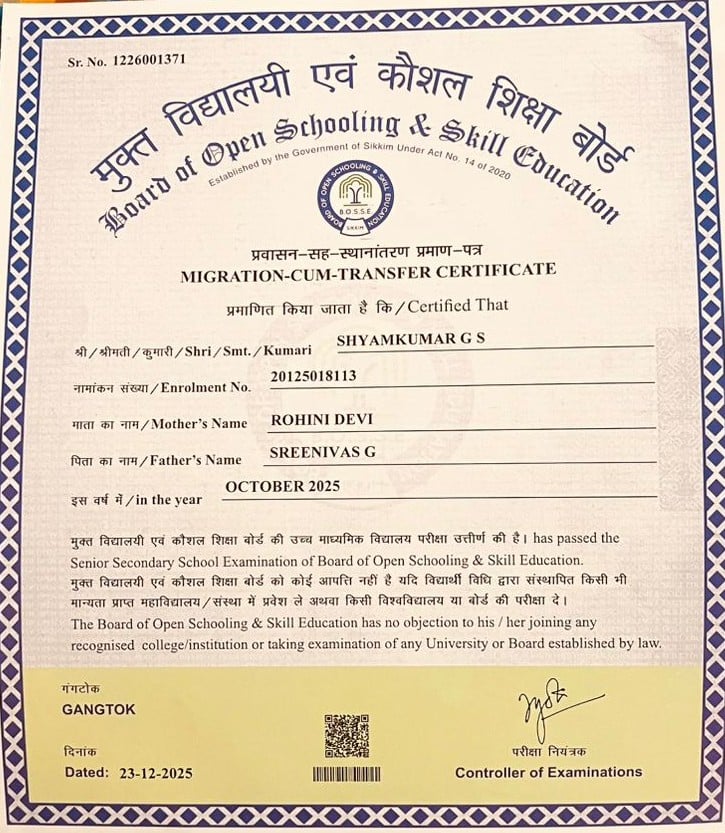 Sr. No. 1226001371
मुक्त विद्यालयी एवं कौशल शिक्षा बोर्ड
Board of Open Schooling & Skill Education
Established by the Government of Sikkim Under Act No. 14 of 2020
BOARD OF OPEN SCHOOLING & SKILL EDUCATION
B.O.S.S.E
SIKKIM
प्रवासन-सह-स्थानांतरण प्रमाण-पत्र
MIGRATION-CUM-TRANSFER CERTIFICATE
प्रमाणित किया जाता है कि/Certified That
श्री/श्रीमती/कुमारी/Shri/Smt./Kumari SHYAMKUMAR G S
नामांकन संख्या/Enrolment No. 20125018113
माता का नाम/Mother's Name ROHINI DEVI
पिता का नाम/Father's Name SREENIVAS G
इस वर्ष में/in the year OCTOBER 2025
मुक्त विद्यालयी एवं कौशल शिक्षा बोर्ड की उच्च माध्यमिक विद्यालय परीक्षा उत्तीर्ण की है। has passed the
Senior Secondary School Examination of Board of Open Schooling & Skill Education.
मुक्त विद्यालयी एवं कौशल शिक्षा बोर्ड को कोई आपत्ति नहीं है यदि विद्यार्थी विधि द्वारा संस्थापित किसी भी
मान्यता प्राप्त महाविद्यालय/संस्था में प्रवेश ले अथवा किसी विश्वविद्यालय या बोर्ड की परीक्षा दे।
The Board of Open Schooling & Skill Education has no objection to his / her joining any
recognised college/institution or taking examination of any University or Board established by law.
गंगटोक
GANGTOK
दिनांक
Dated: 23-12-2025
परीक्षा नियंत्रक
Controller of Examinations